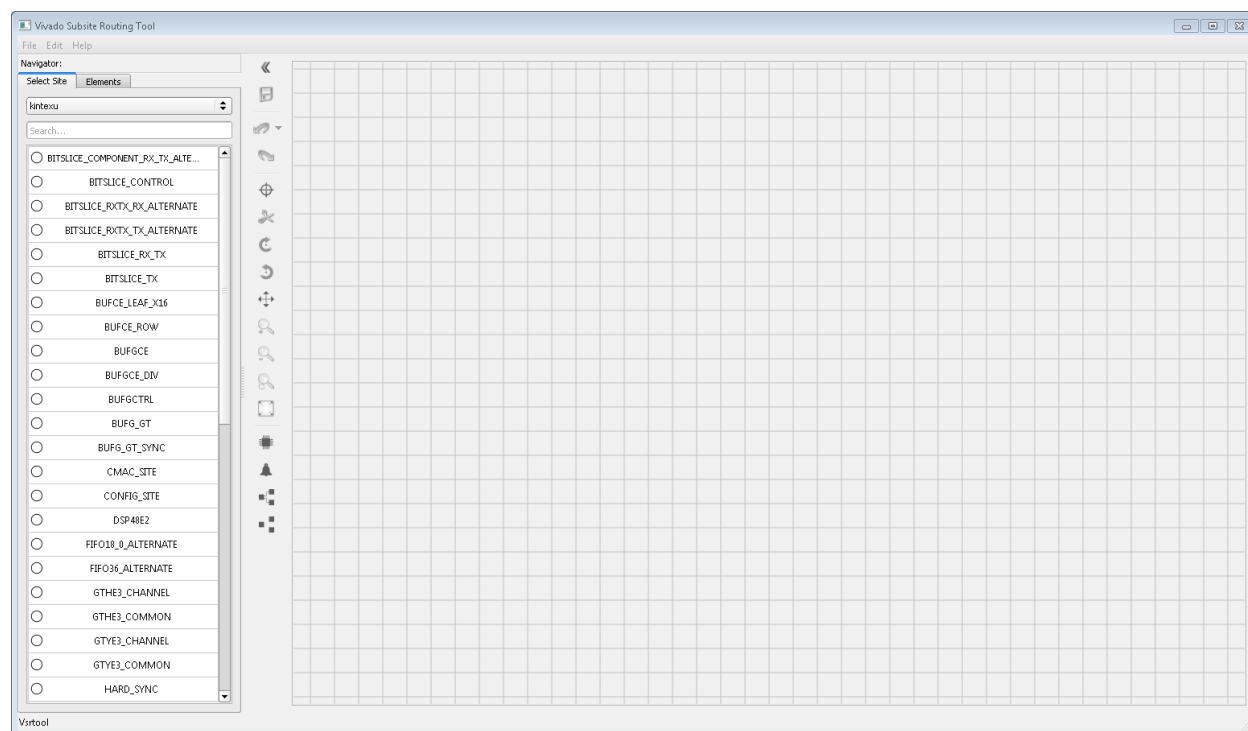 Vivado Subsite Routing Tool
File Edit Help
Navigator:
Select Site Elements
kintexu
Search...
BITSLICE_COMPONENT_RX_TX_ALTE...
BITSLICE_CONTROL
BITSLICE_RXTX_RX_ALTERNATE
BITSLICE_RXTX_TX_ALTERNATE
BITSLICE_RX_TX
BITSLICE_TX
BUFCE_LEAF_X16
BUFCE_ROW
BUFGCE
BUFGCE_DIV
BUFGCTRL
BUFG_GT
BUFG_GT_SYNC
CMAC_SITE
CONFIG_SITE
DSP48E2
FIFO18_0_ALTERNATE
FIFO36_ALTERNATE
GTHE3_CHANNEL
GTHE3_COMMON
GTYE3_CHANNEL
GTYE3_COMMON
HARD_SYNC
Vsrtool